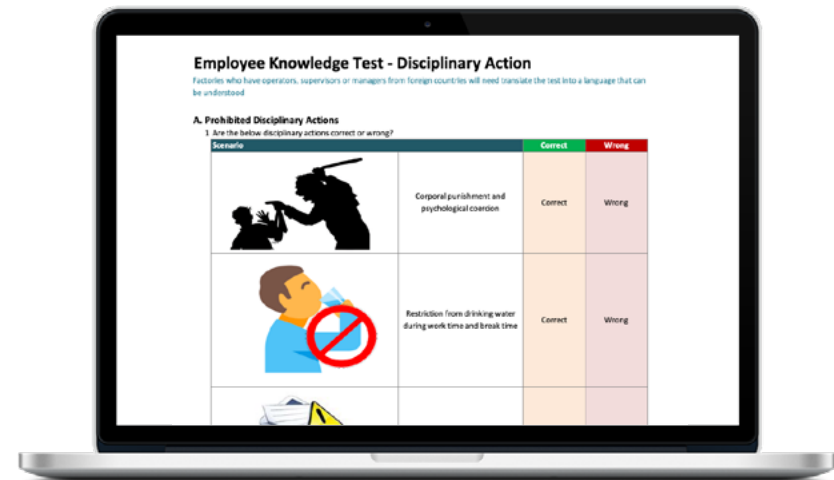 Employee Knowledge Test - Disciplinary Action
Factories who have operators, supervisors or managers from foreign countries will need translate the test into a language that can
be understood
A. Prohibited Disciplinary Actions
1 Are the below disciplinary actions correct or wrong?
Scenario Correct Wrong
Corporal punishment and
psychological coercion
Correct Wrong
Restriction from drinking water
during work time and break time
Correct Wrong